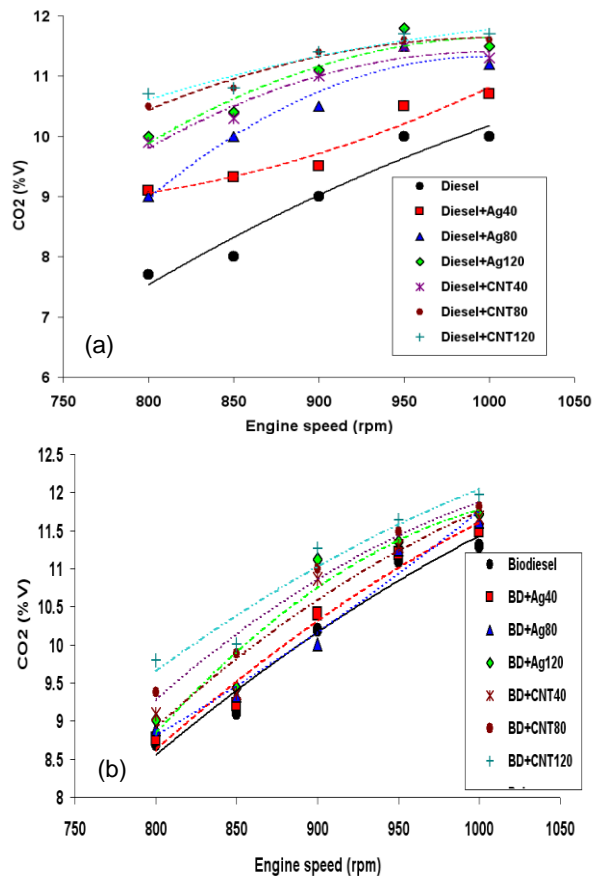 12
11
10
9
8
7
6
CO2 (%V)
Diesel
Diesel+Ag40
Diesel+Ag80
Diesel+Ag120
Diesel+CNT40
Diesel+CNT80
Diesel+CNT120
(a)
750 800 850 900 950 1000 1050
Engine speed (rpm)
12.5
12
11.5
11
10.5
10
9.5
9
8.5
8
CO2 (%V)
Biodiesel
BD+Ag40
BD+Ag80
BD+Ag120
BD+CNT40
BD+CNT80
BD+CNT120
(b)
750 800 850 900 950 1000 1050
Engine speed (rpm)